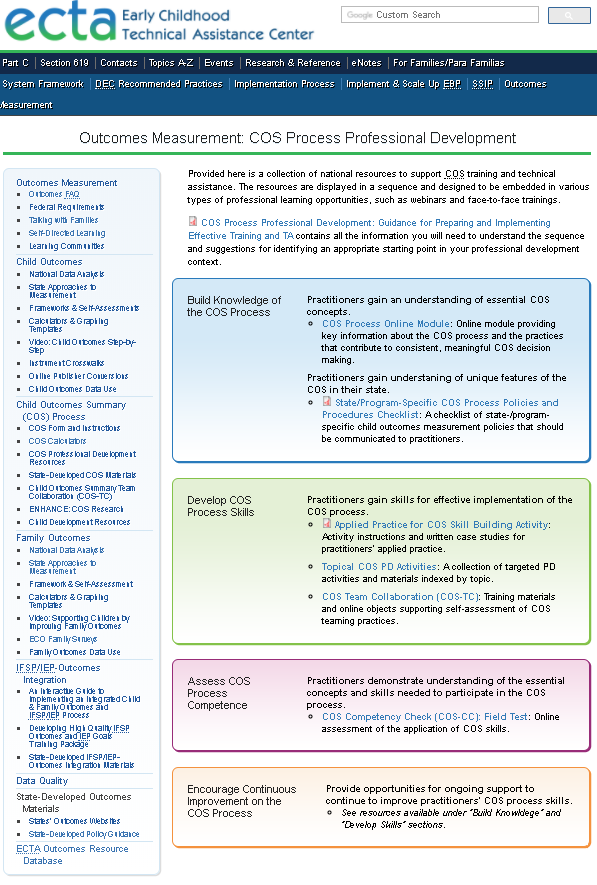 ecta Early Childhood
Technical Assistance Center
Google Custom Search
Part C | Section 619 | Contacts | Topics A-Z | Events | Research & Reference | eNotes | For Families/Para Familias
System Framework | DEC Recommended Practices | Implementation Process | Implement & Scale Up EBP | SSIP | Outcomes
Measurement
Outcomes Measurement: COS Process Professional Development
Outcomes Measurement
Outcomes FAQ
Federal Requirements
Talking with Families
Self-Directed Learning
Learning Communities
Child Outcomes
National Data Analysis
State Approaches to
Measurement
Frameworks & Self-Assessments
Calculators & Graphing
Templates
Video: Child Outcomes Step-by-
Step
Instrument Crosswalks
Online Publisher Conversions
Child Outcomes Data Use
Child Outcomes Summary
(COS) Process
COS Form and Instructions
COS Calculators
COS Professional Development
Resources
State-Developed COS Materials
Child Outcomes Summary Team
Collaboration (COS-TC)
ENHANCE: COS Research
Child Development Resources
Family Outcomes
National Data Analysis
State Approaches to
Measurement
Framework & Self-Assessment
Calculators & Graphing
Templates
Video: Supporting Children by
Improving Family Outcomes
ECO Family Surveys
Family Outcomes Data Use
IFSP/IEP-Outcomes
Integration
An Interactive Guide to
Implementing an Integrated Child
& Family Outcomes and
IFSP/IEP Process
Developing High Quality IFSP
Outcomes and IEP Goals
Training Package
State-Developed IFSP/IEP-
Outcomes Integration Materials
Data Quality
State-Developed Outcomes
Materials
States' Outcomes Websites
State-Developed Policy Guidance
ECTA Outcomes Resource
Database
Provided here is a collection of national resources to support COS training and technical
assistance. The resources are displayed in a sequence and designed to be embedded in various
types of professional learning opportunities, such as webinars and face-to-face trainings.
COS Process Professional Development: Guidance for Preparing and Implementing
Effective Training and TA contains all the information you will need to understand the sequence
and suggestions for identifying an appropriate starting point in your professional development
context.
Build Knowledge of
the COS Process
Practitioners gain an understanding of essential COS
concepts.
COS Process Online Module: Online module providing
key information about the COS process and the practices
that contribute to consistent, meaningful COS decision
making.
Practitioners gain understaning of unique features of the
COS in their state.
State/Program-Specific COS Process Policies and
Procedures Checklist: A checklist of state-/program-
specific child outcomes measurement policies that should
be communicated to practitioners.
Develop COS
Process Skills
Practitioners gain skills for effective implementation of the
COS process.
Applied Practice for COS Skill Building Activity:
Activity instructions and written case studies for
practitioners' applied practice.
Topical COS PD Activities: A collection of targeted PD
activities and materials indexed by topic.
COS Team Collaboration (COS-TC): Training materials
and online objects supporting self-assessment of COS
teaming practices.
Assess COS
Process
Competence
Practitioners demonstrate understanding of the essential
concepts and skills needed to participate in the COS
process.
COS Competency Check (COS-CC): Field Test: Online
assessment of the application of COS skills.
Encourage Continuous
Improvement on the
COS Process
Provide opportunities for ongoing support to
continue to improve practitioners' COS process skills.
See resources available under "Build Knowldege" and
"Develop Skills" sections.